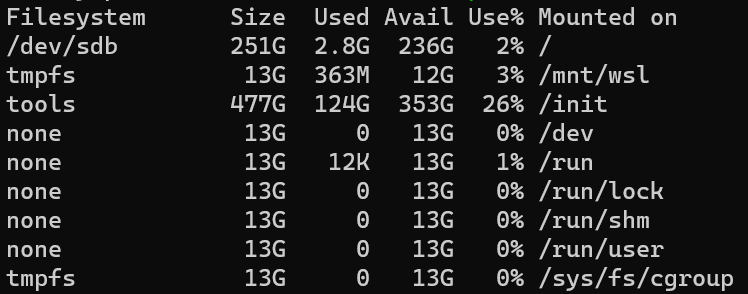 Filesystem      Size  Used Avail Use% Mounted on
/dev/sdb        251G  2.8G  236G   2% /
tmpfs            13G  363M   12G   3% /mnt/wsl
tools           477G  124G  353G  26% /init
none             13G     0   13G   0% /dev
none             13G   12K   13G   1% /run
none             13G     0   13G   0% /run/lock
none             13G     0   13G   0% /run/shm
none             13G     0   13G   0% /run/user
tmpfs            13G     0   13G   0% /sys/fs/cgroup